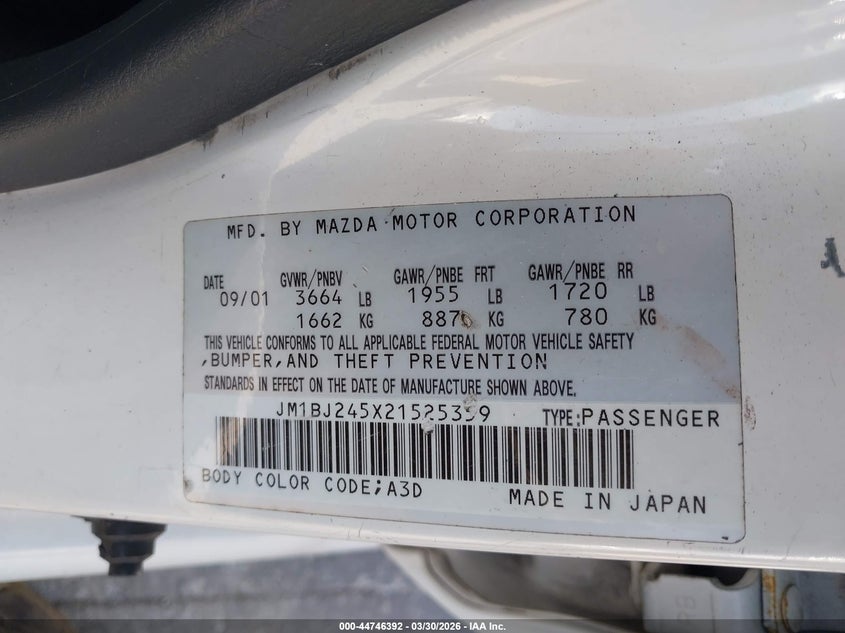 MFD. BY MAZDA MOTOR CORPORATION
DATE GVWR/PNBV GAWR/PNBE FRT GAWR/PNBE RR
09/01 3664 LB 1955 LB 1720 LB
1662 KG 887 KG 780 KG
THIS VEHICLE CONFORMS TO ALL APPLICABLE FEDERAL MOTOR VEHICLE SAFETY
,BUMPER,AND THEFT PREVENTION
STANDARDS IN EFFECT ON THE DATE OF MANUFACTURE SHOWN ABOVE.
JM1BJ245X21525359 TYPE:PASSENGER
BODY COLOR CODE;A3D
MADE IN JAPAN
000-44746392 — 03/30/2026 — IAA Inc.